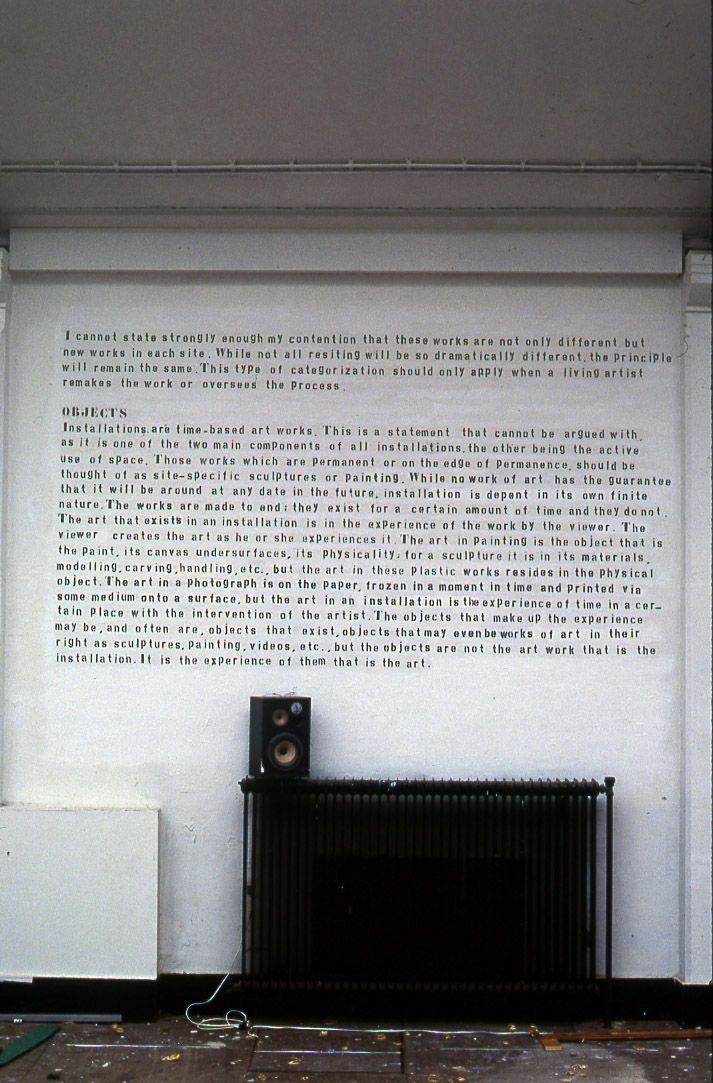 I cannot state strongly enough my contention that these works are not only different but
new works in each site. While not all resiting will be so dramatically different, the principle
will remain the same. This type of categorization should only apply when a living artist
remakes the work or oversees the process.
OBJECTS
Installations are time-based art works. This is a statement that cannot be argued with,
as it is one of the two main components of all installations, the other being the active
use of space. Those works which are permanent or on the edge of permanence, should be
thought of as site-specific sculptures or painting. While no work of art has the guarantee
that it will be around at any date in the future, installation is depent in its own finite
nature. The works are made to end: they exist for a certain amount of time and they do not.
The art that exists in an installation is in the experience of the work by the viewer. The
viewer creates the art as he or she experiences it. The art in painting is the object that is
the paint, its canvas undersurfaces, its physicality; for a sculpture it is in its materials,
modelling, carving, handling, etc., but the art in these plastic works resides in the physical
object. The art in a photograph is on the paper, frozen in a moment in time and printed via
some medium onto a surface, but the art in an installation is the experience of time in a cer-
tain place with the intervention of the artist. The objects that make up the experience
may be, and often are, objects that exist, objects that may even be works of art in their
right as sculptures, painting, videos, etc., but the objects are not the art work that is the
installation. It is the experience of them that is the art.